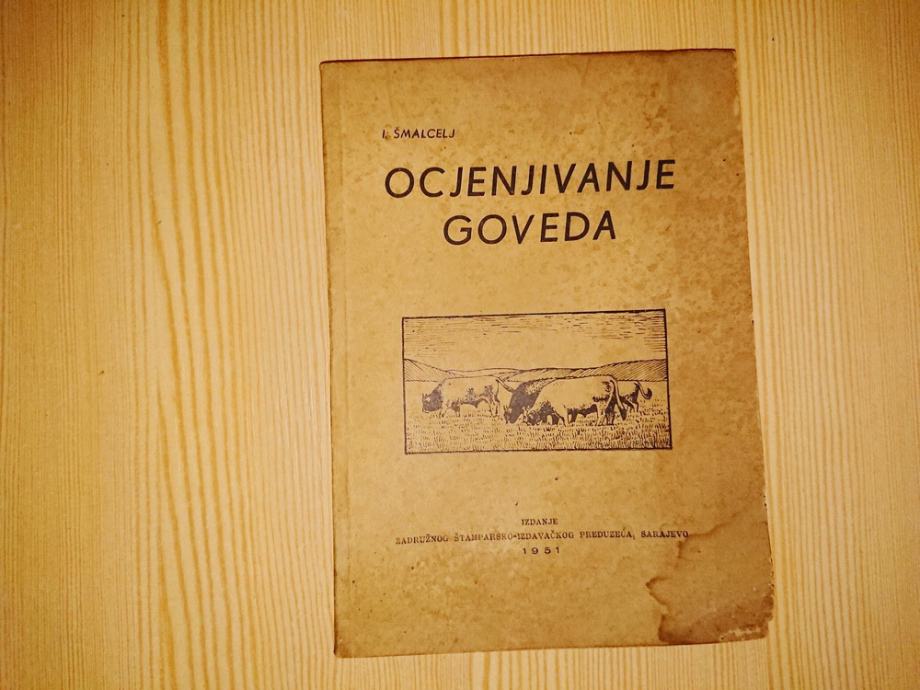 I. ŠMALCELJ
OCJENJIVANJE
GOVEDA
IZDANJE
ZADRUŽNOG ŠTAMPARSKO-IZDAVAČKOG PREDUZEĆA, SARAJEVO
1951